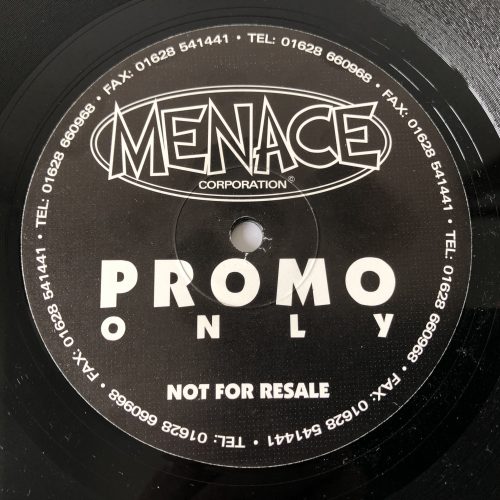 MENACE
CORPORATION©
PROMO
ONLY
NOT FOR RESALE
TEL: 01628 660968 • FAX: 01628 541441 • TEL: 01628 660968 • FAX: 01628 541441 • TEL: 01628 660968 • FAX: 01628 541441 • TEL: 01628 660968 • FAX: 01628 541441 •